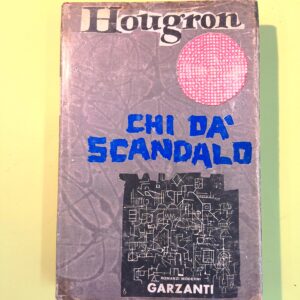 Hougron
CHI DA'
SCANDALO
ROMANZI MODERNI
GARZANTI